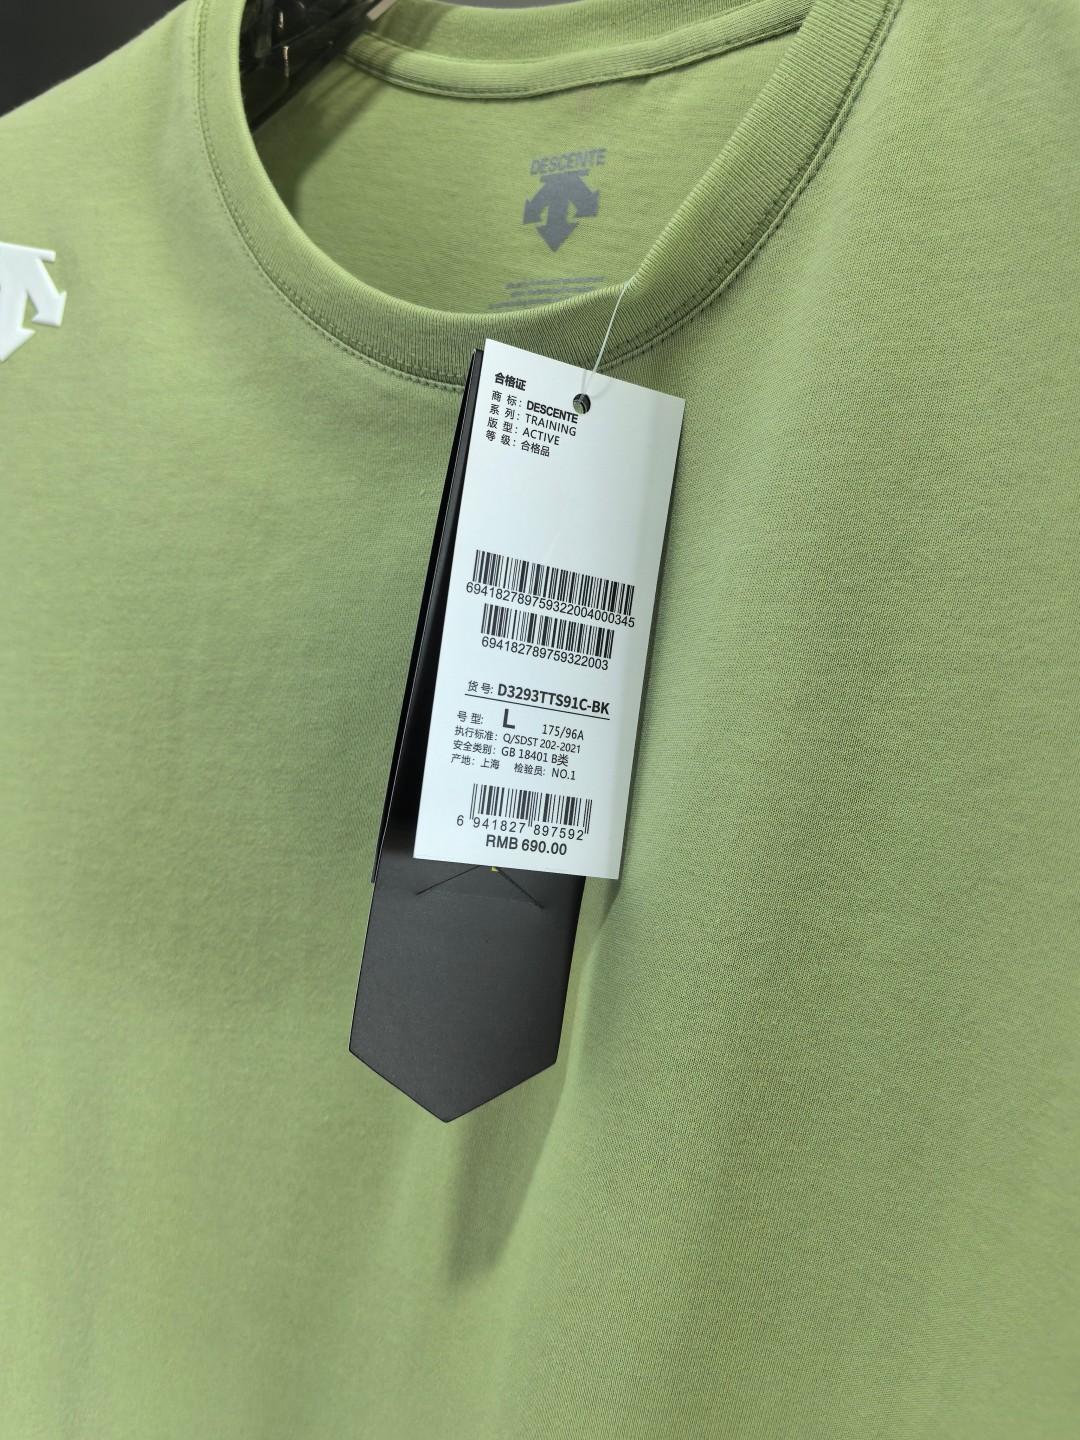 DESCENTE
合格证
商 标: DESCENTE
系 列: TRAINING
版 型: ACTIVE
等 级: 合格品
694182789759322004000345
694182789759322003
货 号: D3293TTS91C-BK
号 型: L 175/96A
执行标准: Q/SDST 202-2021
安全类别: GB 18401 B类
产地: 上海 检验员: NO.1
6 941827 897592
RMB 690.00